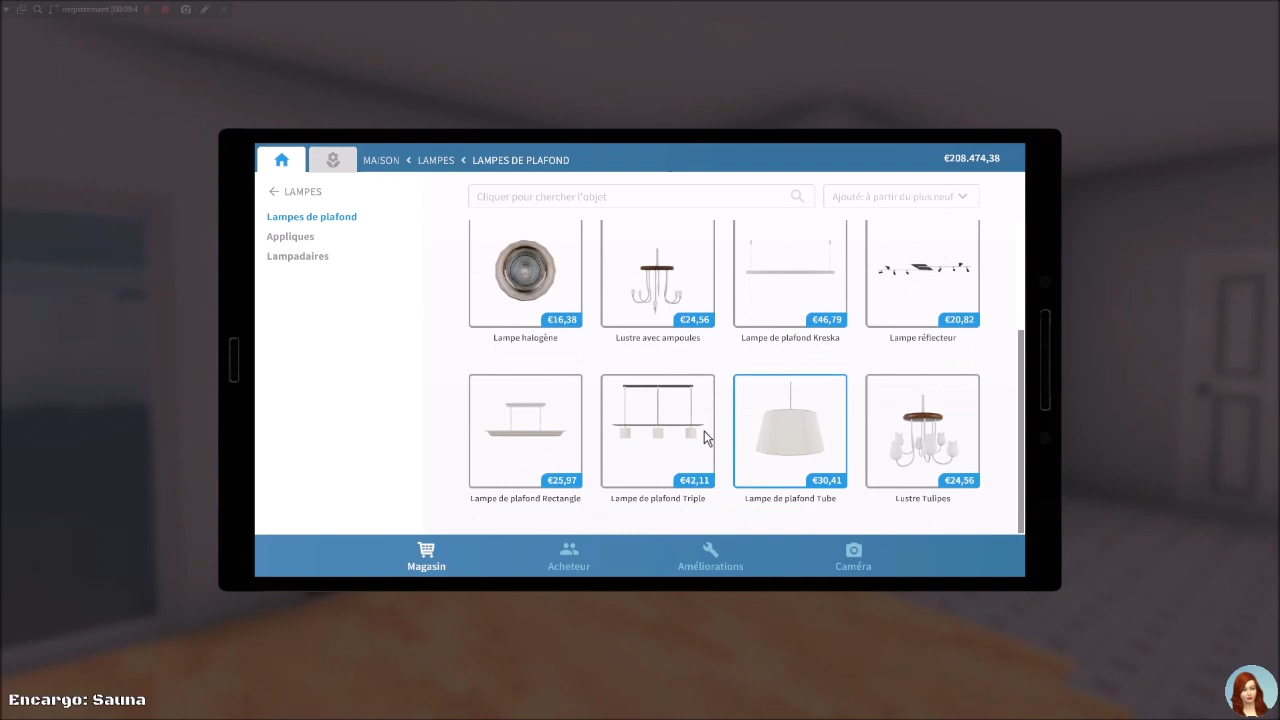 [00:09:4
MAISON < LAMPES < LAMPES DE PLAFOND
€208.474,38
LAMPES
Cliquer pour chercher l'objet
Ajouté: à partir du plus neuf
Lampes de plafond
Appliques
Lampadaires
€16,38
€24,56
€46,79
€20,82
Lampe halogène
Lustre avec ampoules
Lampe de plafond Kreska
Lampe réflecteur
€25,97
€42,11
€30,41
€24,56
Lampe de plafond Rectangle
Lampe de plafond Triple
Lampe de plafond Tube
Lustre Tulipes
Magasin
Acheteur
Améliorations
Caméra
Encargo: Sauna